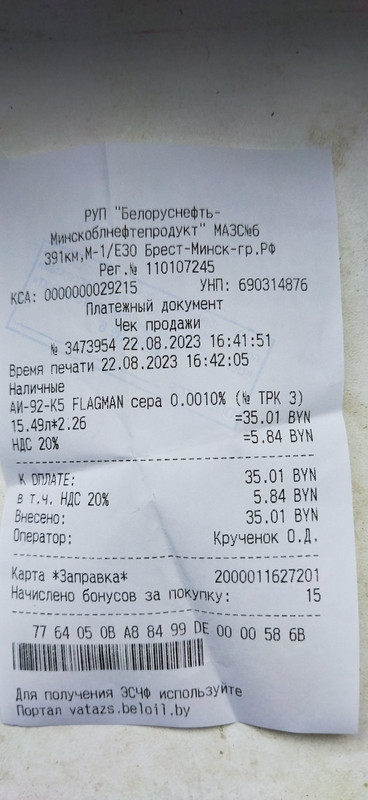 РУП "Белоруснефть-
Минскоблнефтепродукт" МАЗС№6
391км,М-1/Е30 Брест-Минск-гр.РФ
Рег.№ 110107245
КСА: 0000000029215 УНП: 690314876
Платежный документ
Чек продажи
№ 3473954 22.08.2023 16:41:51
Время печати 22.08.2023 16:42:05
Наличные
АИ-92-К5 FLAGMAN сера 0.0010% (№ ТРК 3)
15.49л*2.26 =35.01 BYN
НДС 20% =5.84 BYN
К ОПЛАТЕ: 35.01 BYN
в т.ч. НДС 20% 5.84 BYN
Внесено: 35.01 BYN
Оператор: Крученок О.Д.
Карта *Заправка* 2000011627201
Начислено бонусов за покупку: 15
77 64 05 0B A8 84 99 DE 00 00 58 6B
Для получения ЭСЧФ используйте
Портал vatazs.beloil.by